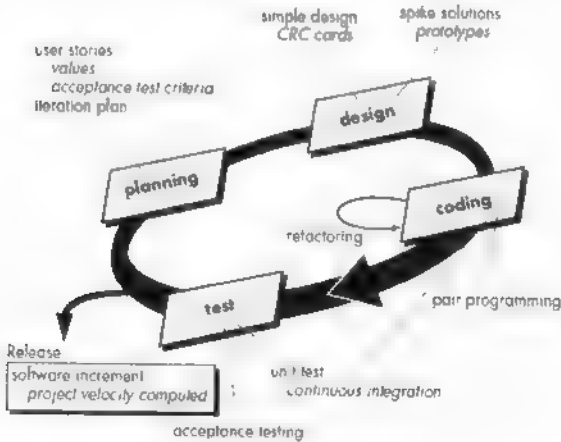 simple design
CRC cards
spike solutions
prototypes
user stories
values
acceptance test criteria
iteration plan
design
planning
coding
refactoring
test
pair programming
Release
software increment
project velocity computed
unit test
continuous integration
acceptance testing